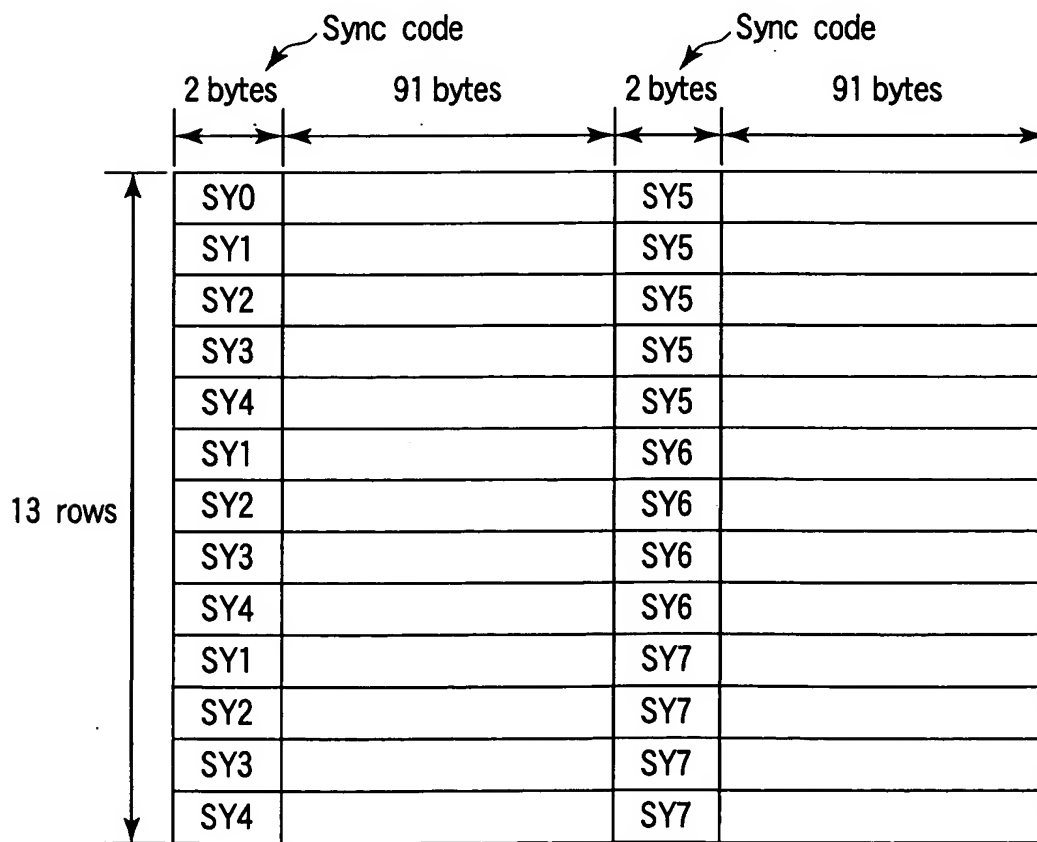 Sync code Sync code
2 bytes 91 bytes 2 bytes 91 bytes
SY0 SY5
SY1 SY5
SY2 SY5
SY3 SY5
SY4 SY5
SY1 SY6
13 rows SY2 SY6
SY3 SY6
SY4 SY6
SY1 SY7
SY2 SY7
SY3 SY7
SY4 SY7